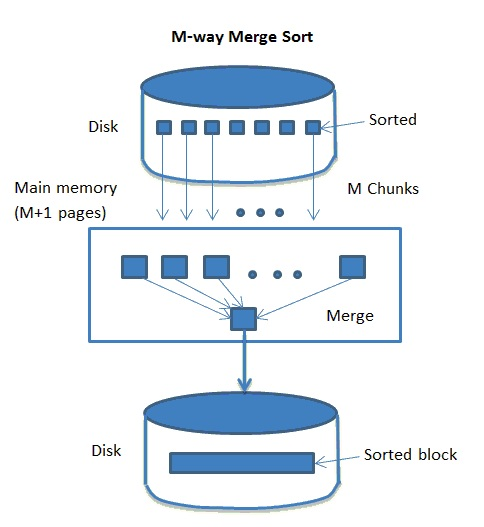 M-way Merge Sort
Disk
Sorted
Main memory
(M+1 pages)
M Chunks
Merge
Disk
Sorted block